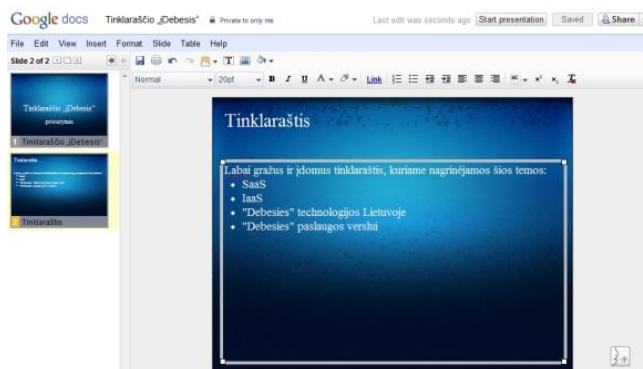 Google docs Tinklaraščio „Debesis“ Private to only me Last edit was seconds ago Start presentation Saved Share
File Edit View Insert Format Slide Table Help
Slide 2 of 2
Normal 20pt B I U A Link
Tinklaraščio „Debesis“
pristatymas
1 Tinklaraščio „Debesis“
Tinklaraštis
2 Tinklaraštis
Tinklaraštis
Labai gražus ir įdomus tinklaraštis, kuriame nagrinėjamos šios temos:
• SaaS
• IaaS
• "Debesies" technologijos Lietuvoje
• "Debesies" paslaugos verslui